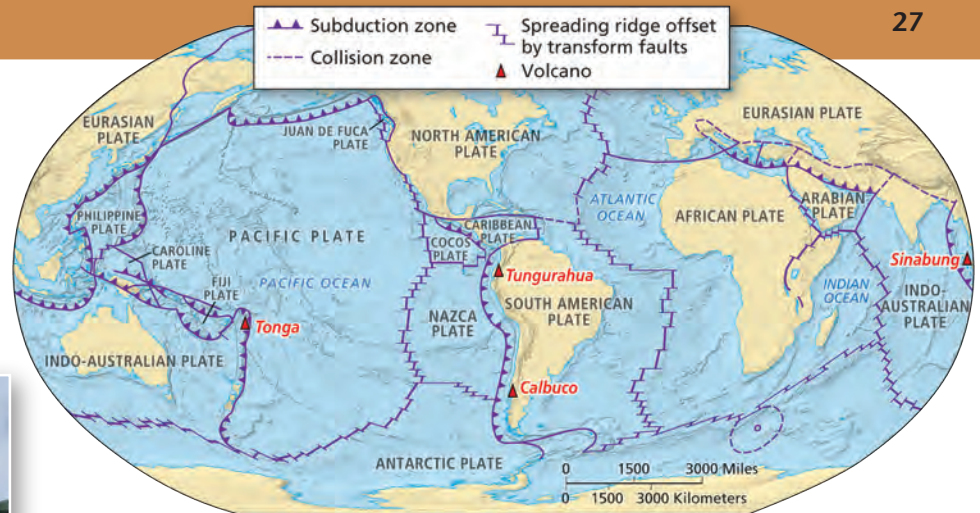 27
Subduction zone
Collision zone
Spreading ridge offset
by transform faults
Volcano
EURASIAN
PLATE
JUAN DE FUCA
PLATE
NORTH AMERICAN
PLATE
EURASIAN PLATE
PHILIPPINE
PLATE
CAROLINE
PLATE
PACIFIC PLATE
FIJI
PLATE
PACIFIC OCEAN
COCOS
PLATE
CARIBBEAN
PLATE
ATLANTIC
OCEAN
AFRICAN PLATE
ARABIAN
PLATE
Tungurahua
Sinabung
INDIAN
OCEAN
INDO-
AUSTRALIAN
PLATE
NAZCA
PLATE
SOUTH AMERICAN
PLATE
Tonga
INDO-AUSTRALIAN PLATE
Calbuco
ANTARCTIC PLATE
0 1500 3000 Miles
0 1500 3000 Kilometers